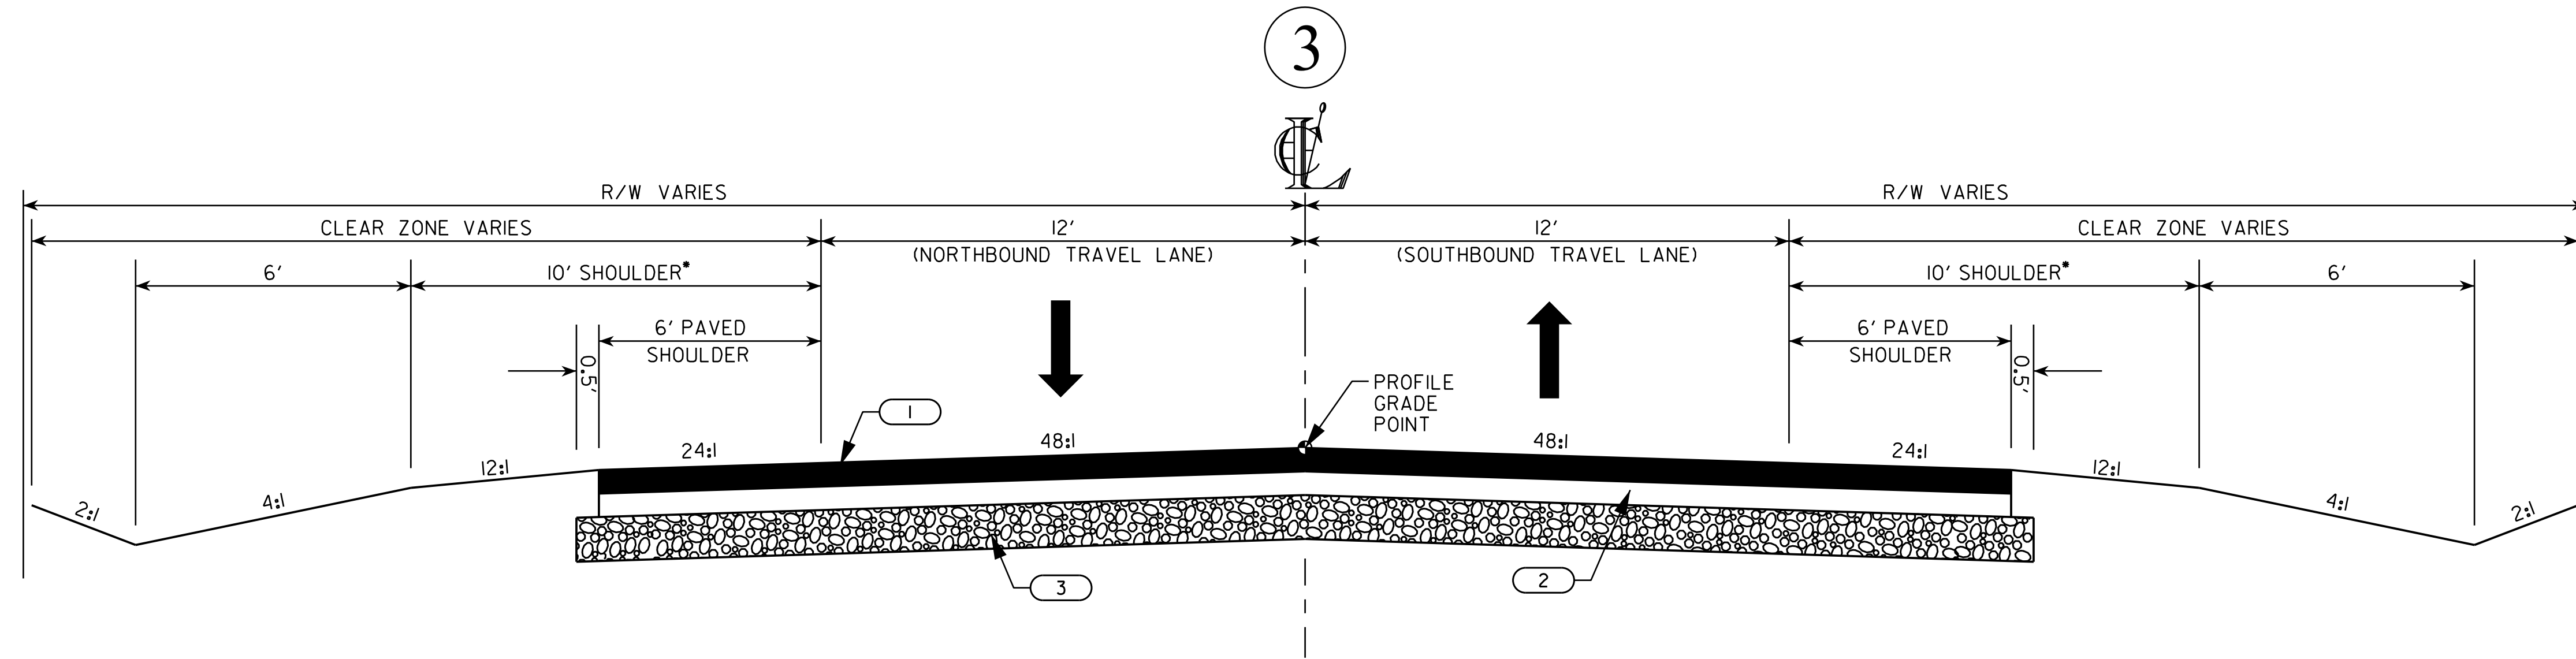 3
CL
R/W VARIES
R/W VARIES
CLEAR ZONE VARIES
12'
12'
CLEAR ZONE VARIES
(NORTHBOUND TRAVEL LANE)
(SOUTHBOUND TRAVEL LANE)
6'
10' SHOULDER*
10' SHOULDER*
6'
6' PAVED
SHOULDER
6' PAVED
SHOULDER
0.5'
0.5'
PROFILE
GRADE
POINT
1
2:1
4:1
12:1
24:1
48:1
48:1
24:1
12:1
4:1
2:1
3
2